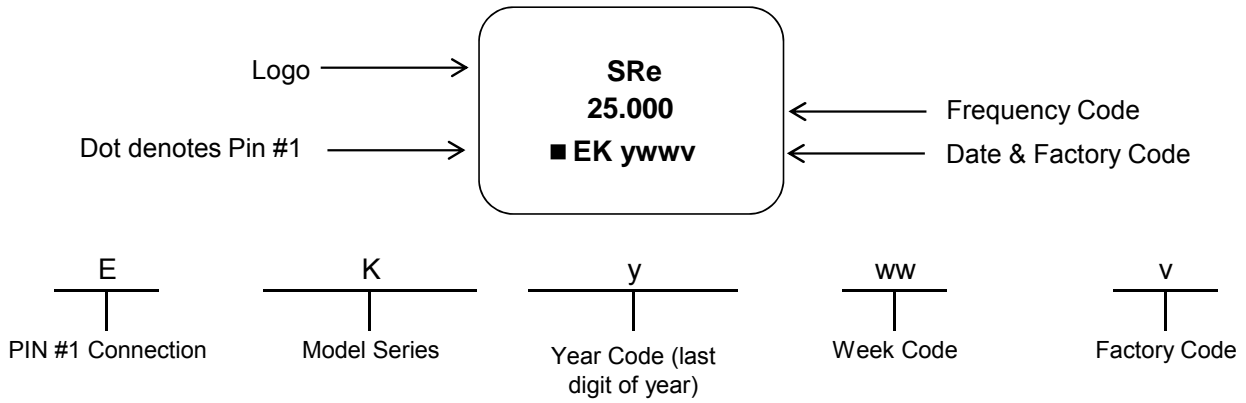 Logo
SRe
25.000
Frequency Code
Dot denotes Pin #1
■ EK ywwv
Date & Factory Code
E
K
y
ww
v
PIN #1 Connection
Model Series
Year Code (last
digit of year)
Week Code
Factory Code